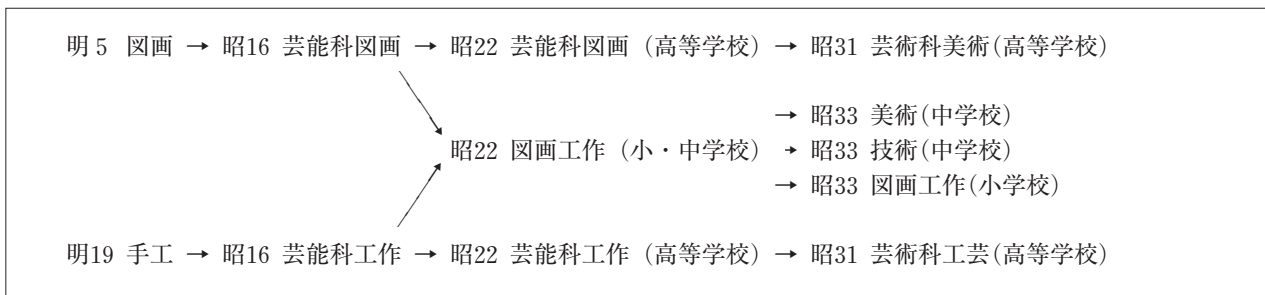 明5 図画 → 昭16 芸能科図画 → 昭22 芸能科図画（高等学校） → 昭31 芸術科美術(高等学校)
→ 昭33 美術(中学校)
昭22 図画工作（小・中学校） → 昭33 技術(中学校)
→ 昭33 図画工作(小学校)
明19 手工 → 昭16 芸能科工作 → 昭22 芸能科工作（高等学校） → 昭31 芸術科工芸(高等学校)